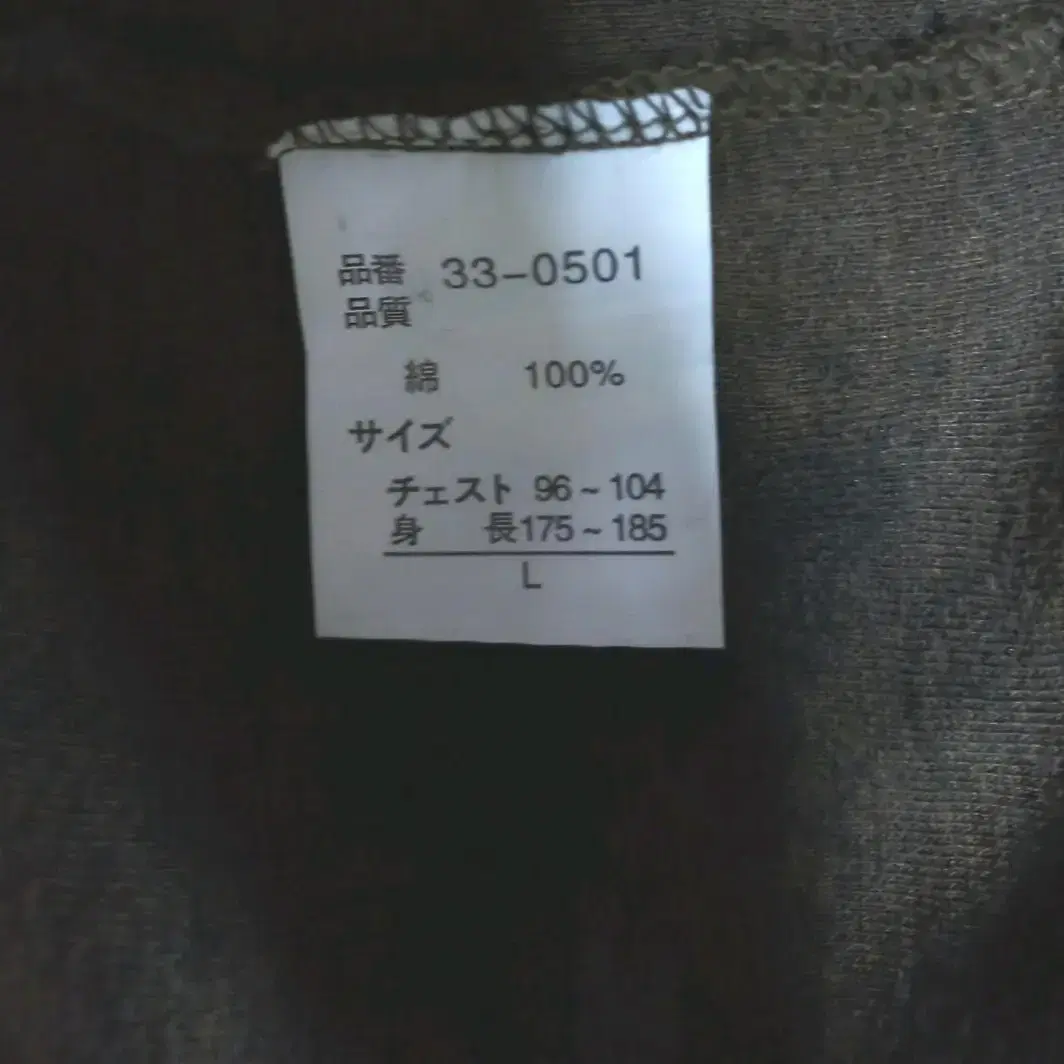 品番 33-0501
品質
綿 100%
サイズ
チェスト 96~104
身 長175~185
L